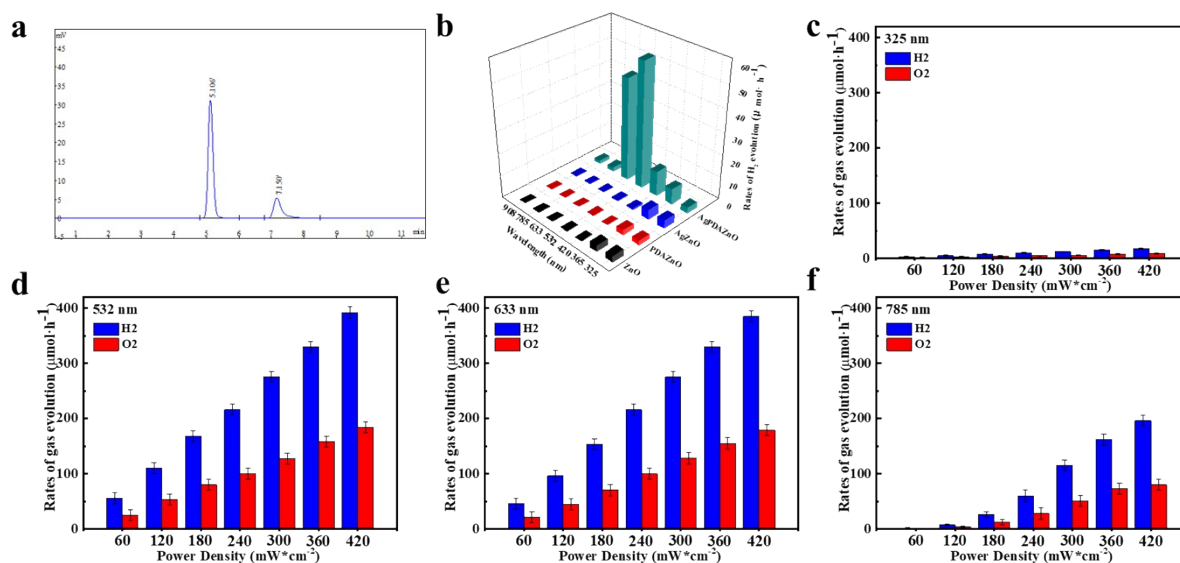 a
mV
45
40
35
30
25
20
15
10
5
0
-5
1 2 3 4 5 6 7 8 9 10 11 min
5.106'
7.150'
b
60
50
40
30
20
10
0
Rates of H2 evolution (μ mol· h-1)
908 785 633 532 420 365 325
Wavelength (nm)
ZnO
PDAZnO
AgZnO
AgPDAZnO
c
325 nm
H2
O2
400
300
200
100
0
Rates of gas evolution (μmol·h-1)
60 120 180 240 300 360 420
Power Density (mW*cm-2)
d
532 nm
H2
O2
400
300
200
100
0
Rates of gas evolution (μmol·h-1)
60 120 180 240 300 360 420
Power Density (mW*cm-2)
e
633 nm
H2
O2
400
300
200
100
0
Rates of gas evolution (μmol·h-1)
60 120 180 240 300 360 420
Power Density (mW*cm-2)
f
785 nm
H2
O2
400
300
200
100
0
Rates of gas evolution (μmol·h-1)
60 120 180 240 300 360 420
Power Density (mW*cm-2)